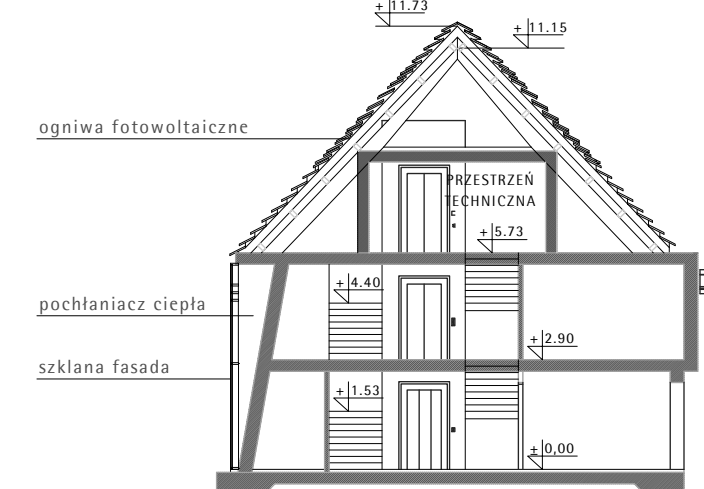 + 11.73
+ 11.15
ogniwa fotowoltaiczne
PRZESTRZEŃ
TECHNICZNA
+ 5.73
+ 4.40
pochłaniacz ciepła
+ 2.90
szklana fasada
+ 1.53
± 0,00